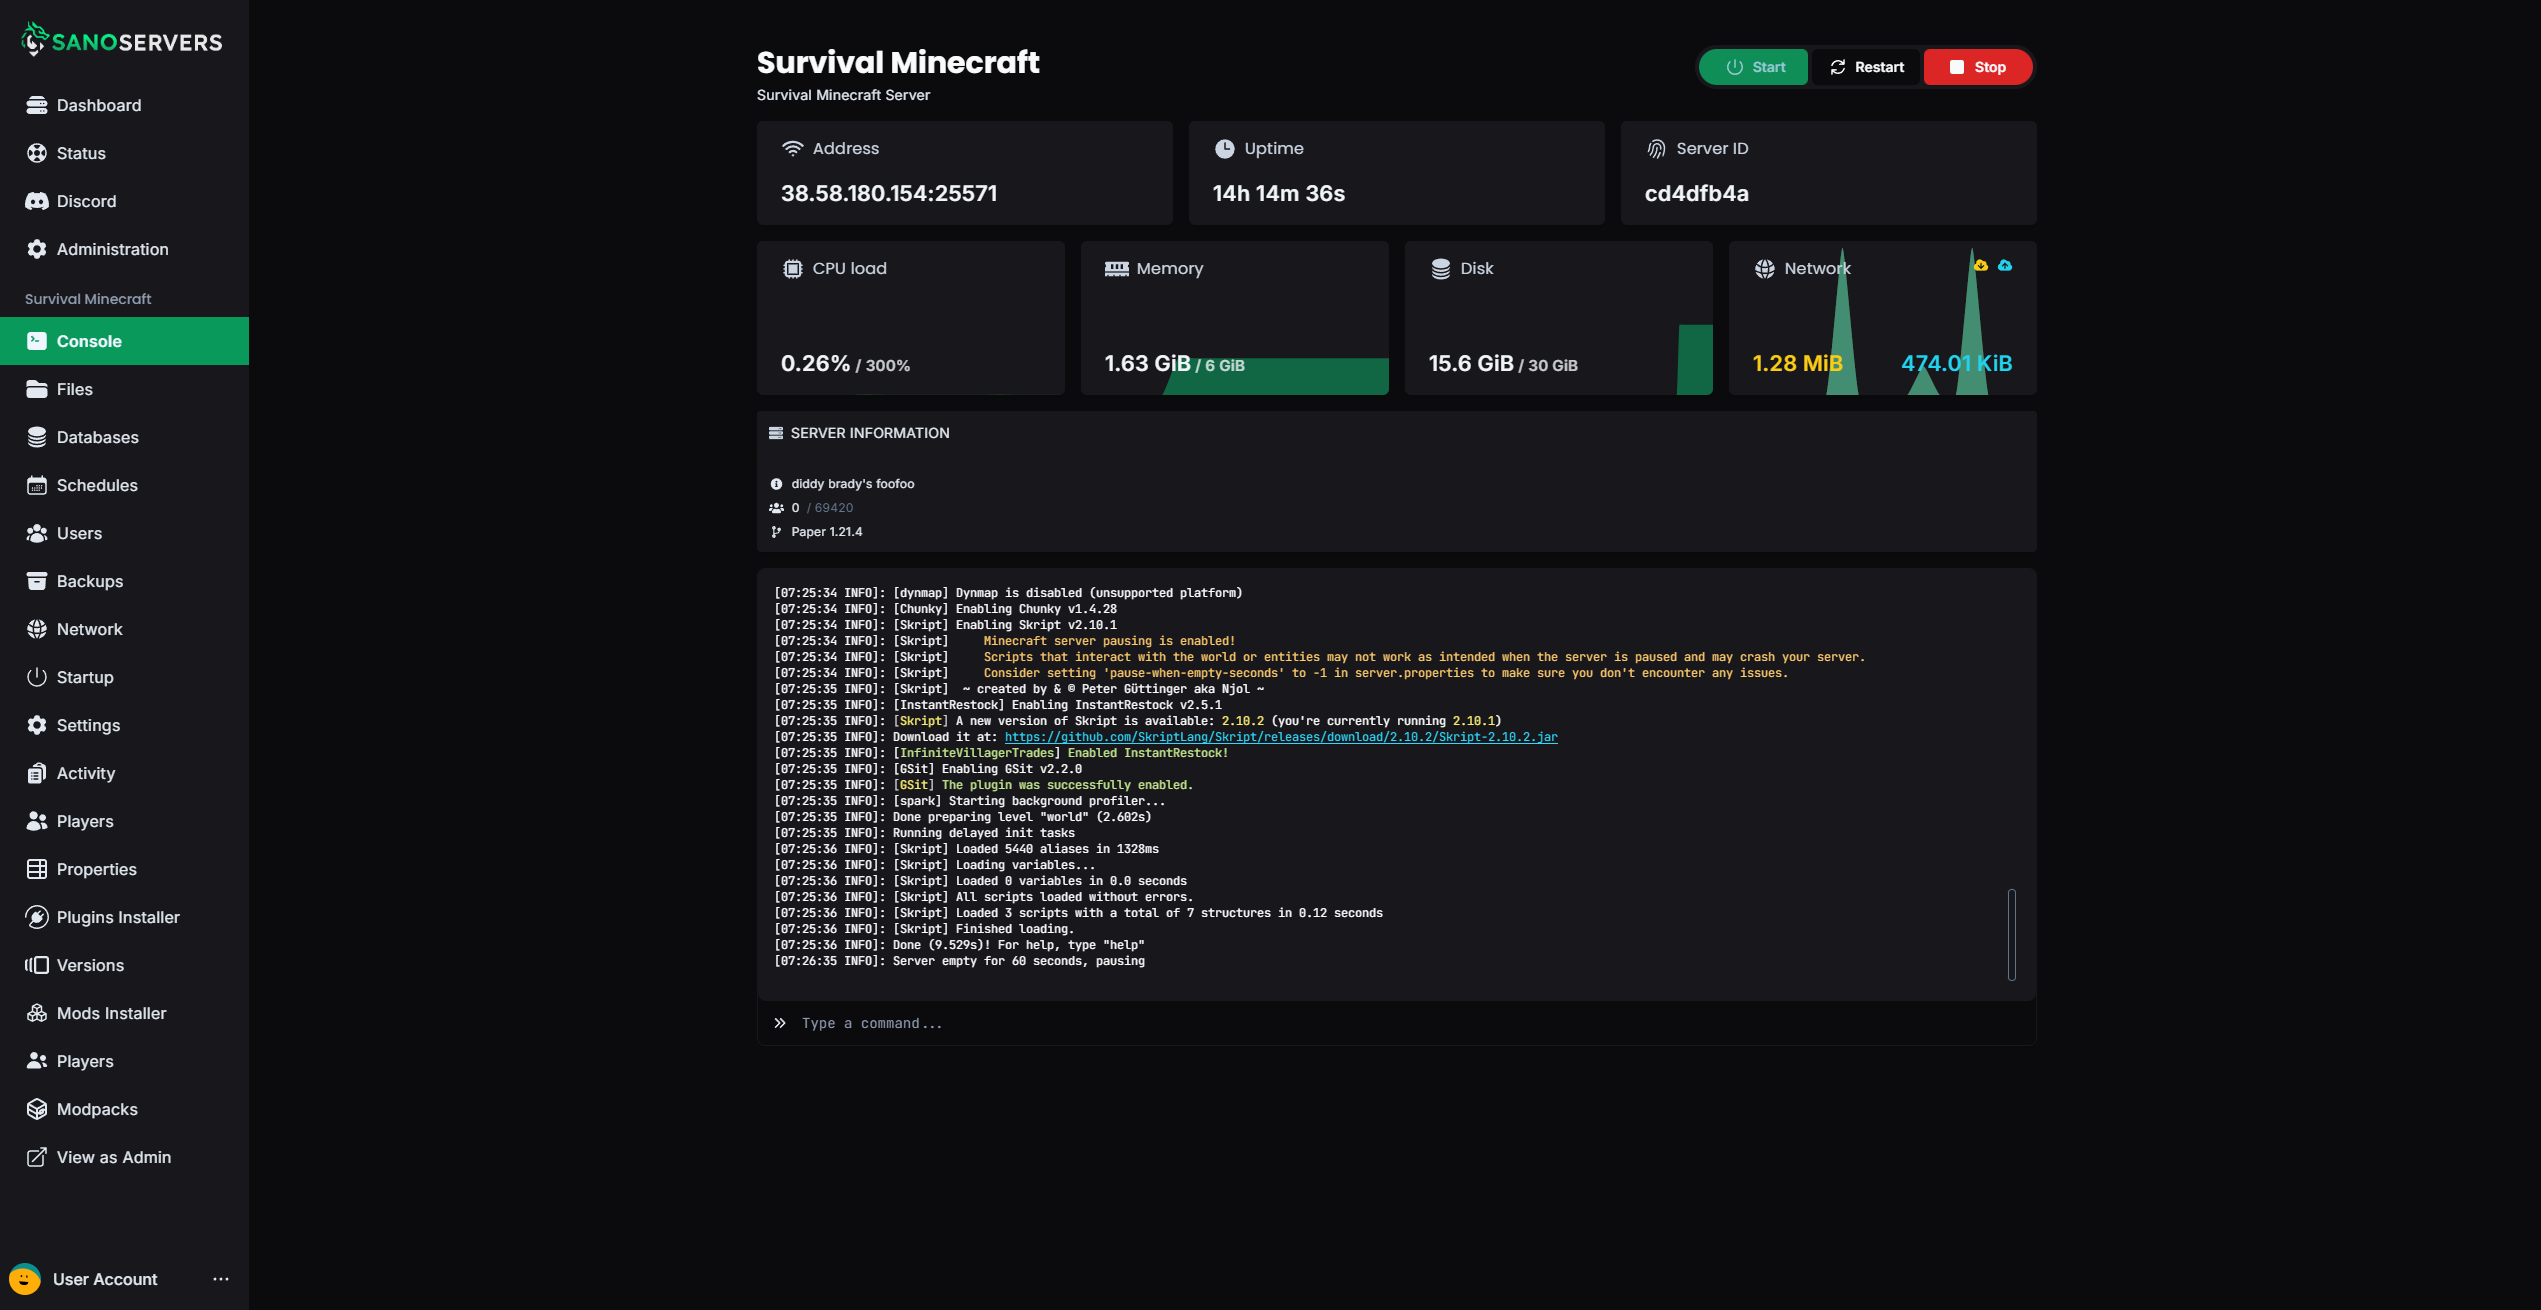 SANOSERVERS
Dashboard
Status
Discord
Administration
Survival Minecraft
Console
Files
Databases
Schedules
Users
Backups
Network
Startup
Settings
Activity
Players
Properties
Plugins Installer
Versions
Mods Installer
Players
Modpacks
View as Admin
User Account
Survival Minecraft
Survival Minecraft Server
Start
Restart
Stop
Address
38.58.180.154:25571
Uptime
14h 14m 36s
Server ID
cd4dfb4a
CPU load
0.26% / 300%
Memory
1.63 GiB / 6 GiB
Disk
15.6 GiB / 30 GiB
Network
1.28 MiB
474.01 KiB
SERVER INFORMATION
diddy brady's foofoo
0 / 69420
Paper 1.21.4
[07:25:34 INFO]: [dynmap] Dynmap is disabled (unsupported platform)
[07:25:34 INFO]: [Chunky] Enabling Chunky v1.4.28
[07:25:34 INFO]: [Skript] Enabling Skript v2.10.1
[07:25:34 INFO]: [Skript] Minecraft server pausing is enabled!
[07:25:34 INFO]: [Skript] Scripts that interact with the world or entities may not work as intended when the server is paused and may crash your server.
[07:25:34 INFO]: [Skript] Consider setting 'pause-when-empty-seconds' to -1 in server.properties to make sure you don't encounter any issues.
[07:25:35 INFO]: [Skript] ~ created by & © Peter Güttinger aka Njol ~
[07:25:35 INFO]: [InstantRestock] Enabling InstantRestock v2.5.1
[07:25:35 INFO]: [Skript] A new version of Skript is available: 2.10.2 (you're currently running 2.10.1)
[07:25:35 INFO]: Download it at: https://github.com/SkriptLang/Skript/releases/download/2.10.2/Skript-2.10.2.jar
[07:25:35 INFO]: [InfiniteVillagerTrades] Enabled InstantRestock!
[07:25:35 INFO]: [GSit] Enabling GSit v2.2.0
[07:25:35 INFO]: [GSit] The plugin was successfully enabled.
[07:25:35 INFO]: [spark] Starting background profiler...
[07:25:35 INFO]: Done preparing level "world" (2.602s)
[07:25:35 INFO]: Running delayed init tasks
[07:25:36 INFO]: [Skript] Loaded 5440 aliases in 1328ms
[07:25:36 INFO]: [Skript] Loading variables...
[07:25:36 INFO]: [Skript] Loaded 0 variables in 0.0 seconds
[07:25:36 INFO]: [Skript] All scripts loaded without errors.
[07:25:36 INFO]: [Skript] Loaded 3 scripts with a total of 7 structures in 0.12 seconds
[07:25:36 INFO]: [Skript] Finished loading.
[07:25:36 INFO]: Done (9.529s)! For help, type "help"
[07:26:35 INFO]: Server empty for 60 seconds, pausing
Type a command...